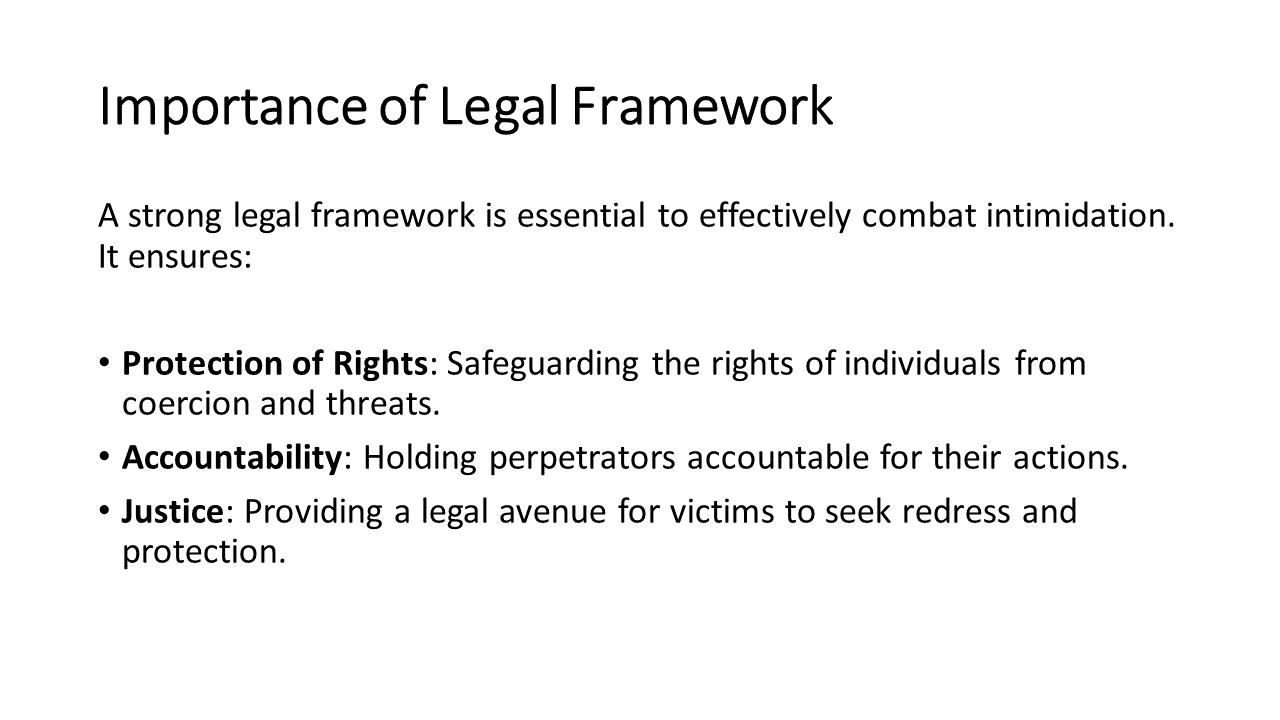 Importance of Legal Framework
A strong legal framework is essential to effectively combat intimidation.
It ensures:
• Protection of Rights: Safeguarding the rights of individuals from
coercion and threats.
• Accountability: Holding perpetrators accountable for their actions.
• Justice: Providing a legal avenue for victims to seek redress and
protection.